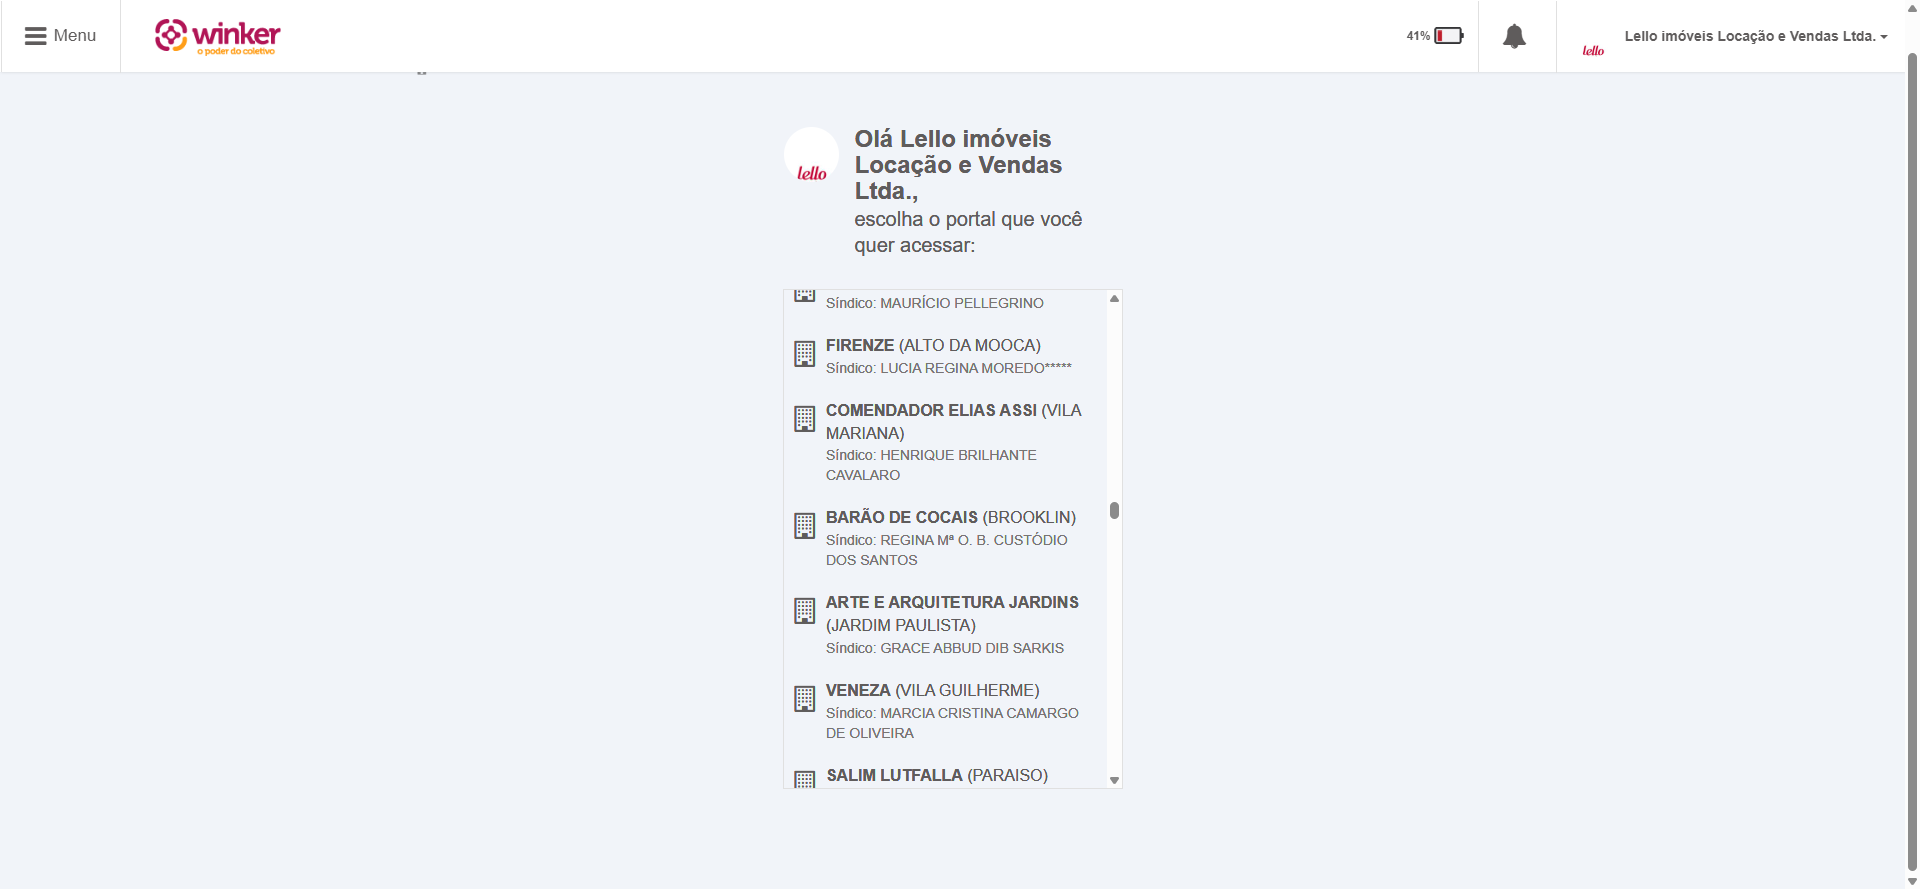 Menu
winker
o poder do coletivo
41%
lello
Lello imóveis Locação e Vendas Ltda.
lello
Olá Lello imóveis
Locação e Vendas
Ltda.,
escolha o portal que você
quer acessar:
Síndico: MAURÍCIO PELLEGRINO
FIRENZE (ALTO DA MOOCA)
Síndico: LUCIA REGINA MOREDO*****
COMENDADOR ELIAS ASSI (VILA
MARIANA)
Síndico: HENRIQUE BRILHANTE
CAVALARO
BARÃO DE COCAIS (BROOKLIN)
Síndico: REGINA Mª O. B. CUSTÓDIO
DOS SANTOS
ARTE E ARQUITETURA JARDINS
(JARDIM PAULISTA)
Síndico: GRACE ABBUD DIB SARKIS
VENEZA (VILA GUILHERME)
Síndico: MARCIA CRISTINA CAMARGO
DE OLIVEIRA
SALIM LUTFALLA (PARAISO)